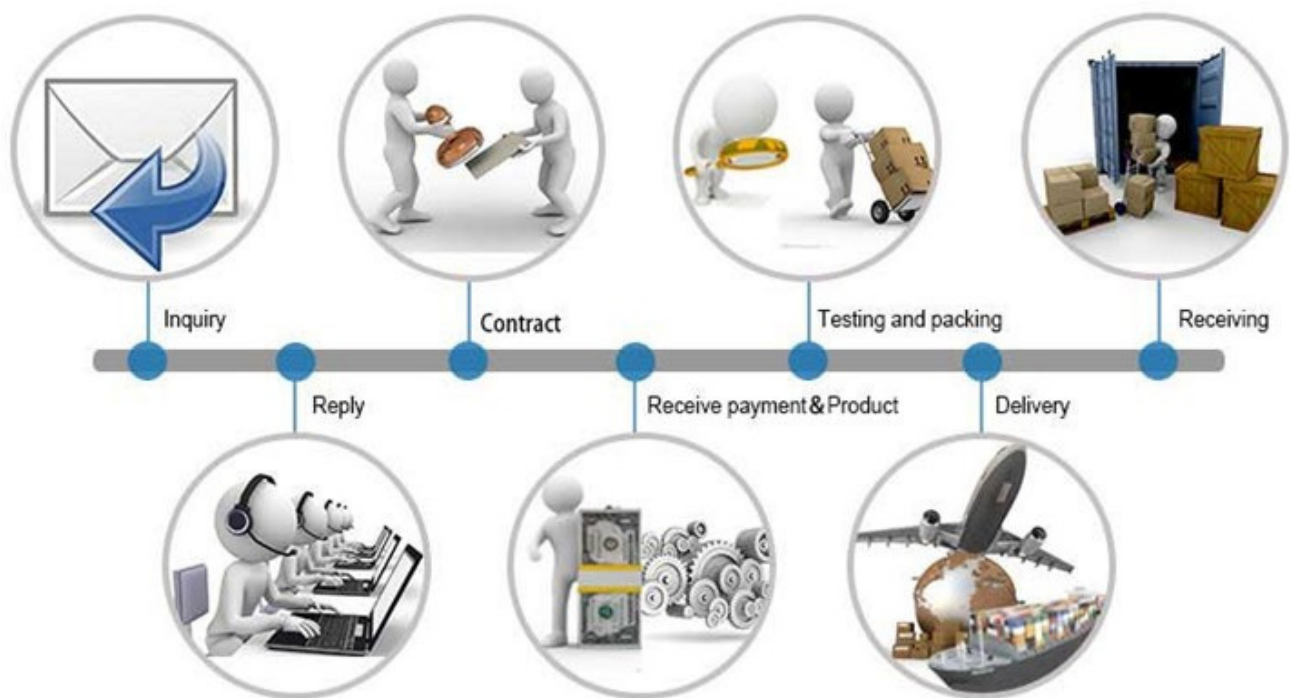 Inquiry
Contract
Testing and packing
Receiving
Reply
Receive payment & Product
Delivery